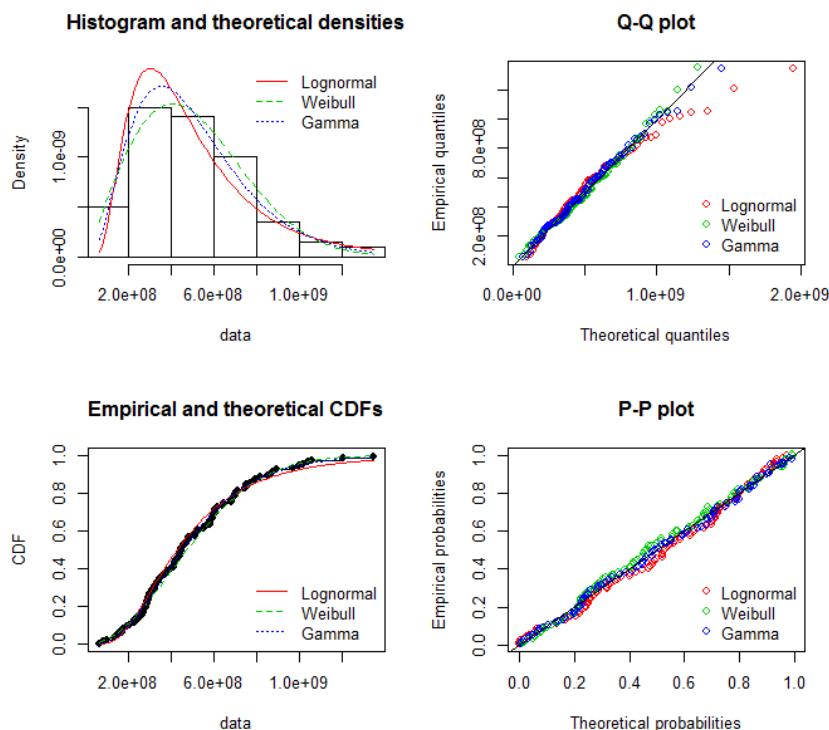 Histogram and theoretical densities
Density
0.0e+00
1.0e-09
Lognormal
Weibull
Gamma
2.0e+08
6.0e+08
1.0e+09
data
Q-Q plot
Empirical quantiles
2.0e+08
8.0e+08
Lognormal
Weibull
Gamma
0.0e+00
1.0e+09
2.0e+09
Theoretical quantiles
Empirical and theoretical CDFs
CDF
0.0
0.2
0.4
0.6
0.8
1.0
Lognormal
Weibull
Gamma
2.0e+08
6.0e+08
1.0e+09
data
P-P plot
Empirical probabilities
0.0
0.2
0.4
0.6
0.8
1.0
Lognormal
Weibull
Gamma
0.0
0.2
0.4
0.6
0.8
1.0
Theoretical probabilities